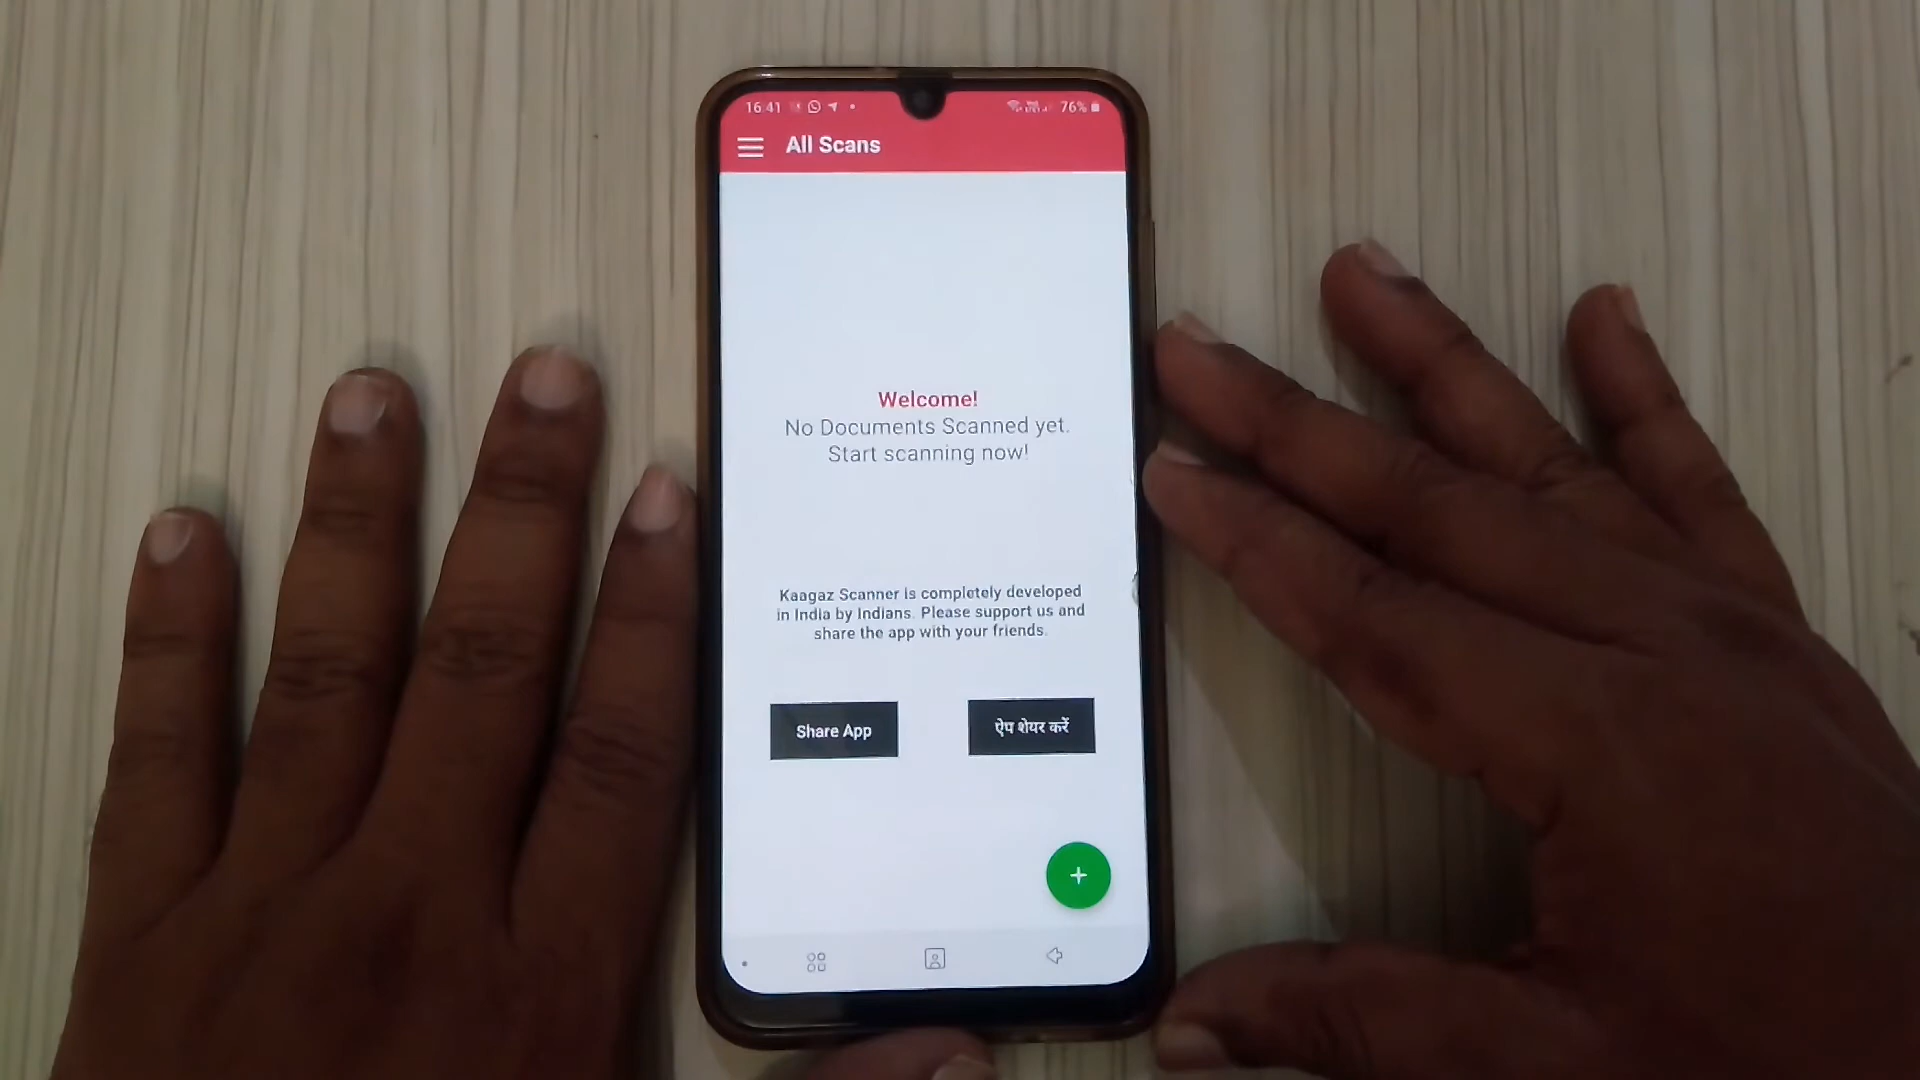 16:41
76%
All Scans
Welcome!
No Documents Scanned yet.
Start scanning now!
Kaagaz Scanner is completely developed
in India by Indians. Please support us and
share the app with your friends.
Share App
ऐप शेयर करें